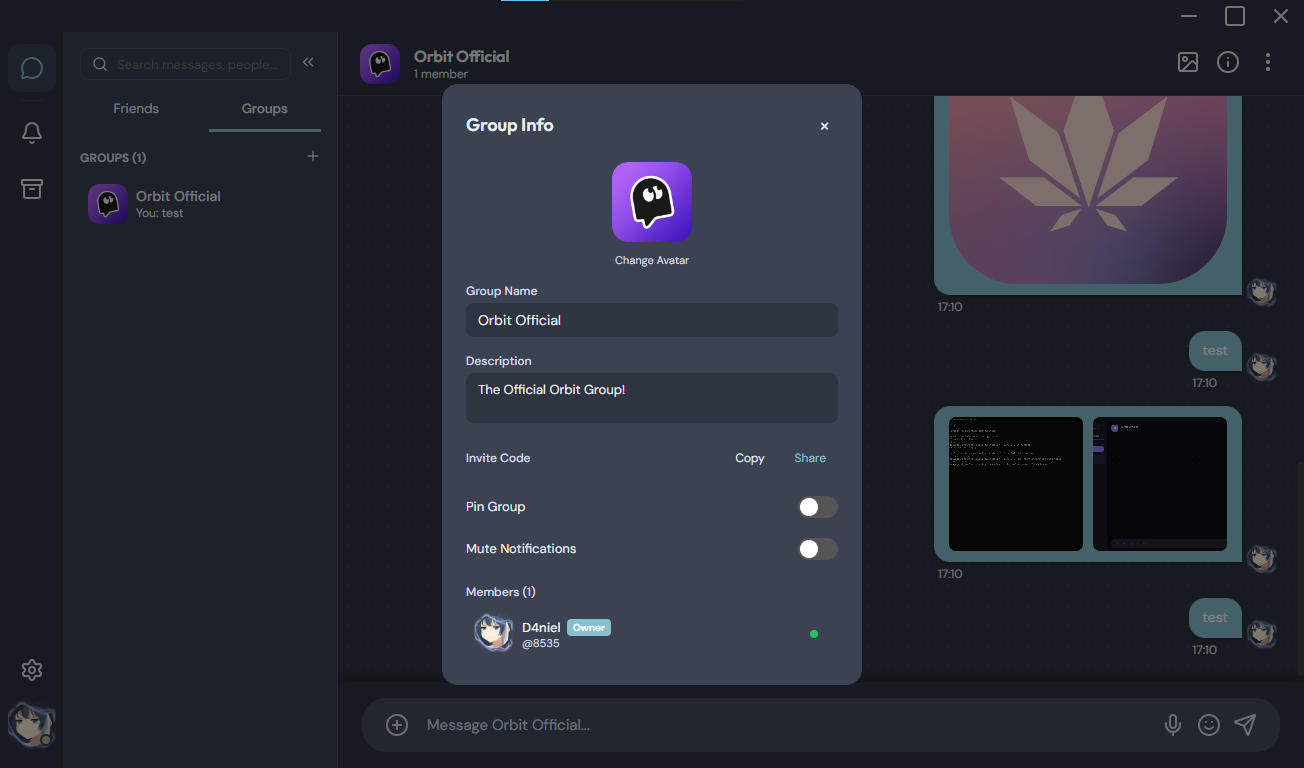 Search messages, people...
Friends
Groups
GROUPS (1)
Orbit Official
You: test
Orbit Official
1 member
Group Info
Change Avatar
Group Name
Orbit Official
Description
The Official Orbit Group!
Invite Code
Copy
Share
Pin Group
Mute Notifications
Members (1)
D4niel Owner
@8535
17:10
test
17:10
17:10
test
17:10
Message Orbit Official...